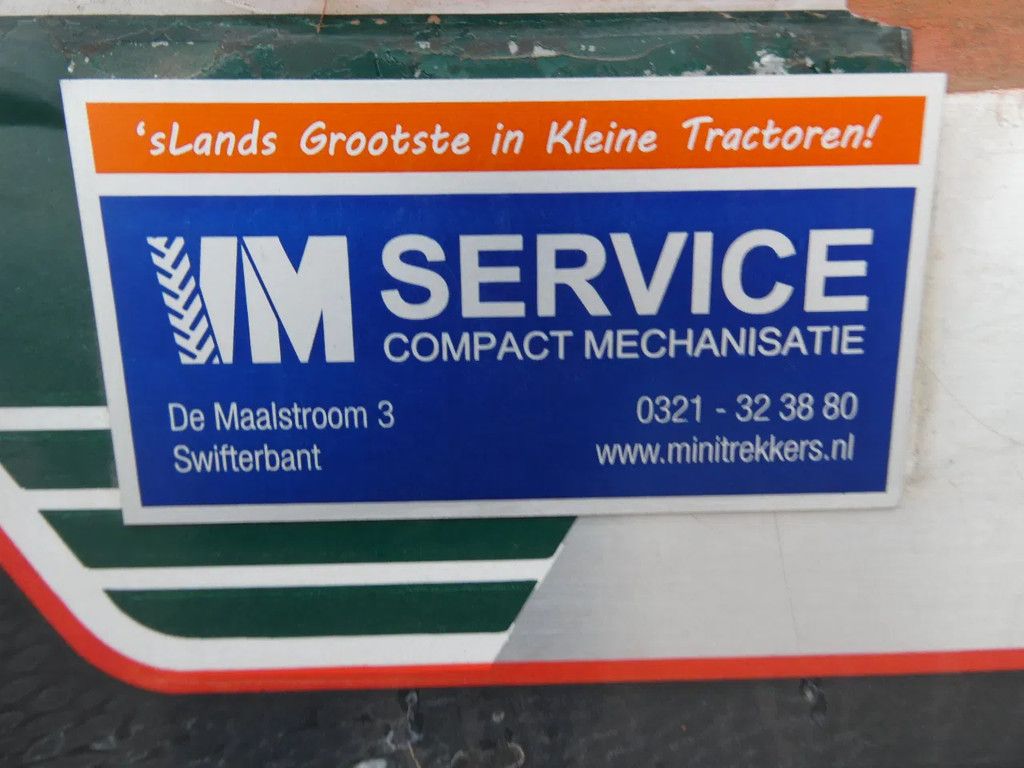 'sLands Grootste in Kleine Tractoren!
IM SERVICE
COMPACT MECHANISATIE
De Maalstroom 3
Swifterbant
0321 - 32 38 80
www.minitrekkers.nl